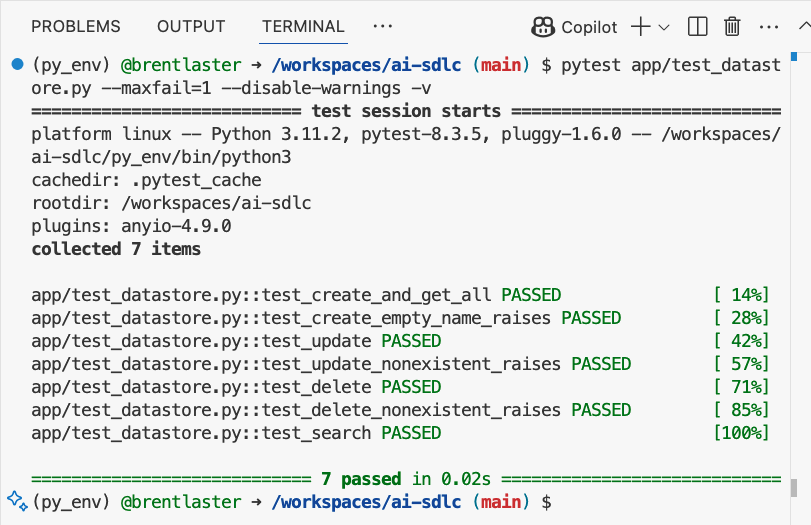 PROBLEMS OUTPUT TERMINAL ··· Copilot
(py_env) @brentlaster → /workspaces/ai-sdlc (main) $ pytest app/test_datast
ore.py --maxfail=1 --disable-warnings -v
=========================== test session starts ===========================
platform linux -- Python 3.11.2, pytest-8.3.5, pluggy-1.6.0 -- /workspaces/
ai-sdlc/py_env/bin/python3
cachedir: .pytest_cache
rootdir: /workspaces/ai-sdlc
plugins: anyio-4.9.0
collected 7 items
app/test_datastore.py::test_create_and_get_all PASSED [ 14%]
app/test_datastore.py::test_create_empty_name_raises PASSED [ 28%]
app/test_datastore.py::test_update PASSED [ 42%]
app/test_datastore.py::test_update_nonexistent_raises PASSED [ 57%]
app/test_datastore.py::test_delete PASSED [ 71%]
app/test_datastore.py::test_delete_nonexistent_raises PASSED [ 85%]
app/test_datastore.py::test_search PASSED [100%]
============================ 7 passed in 0.02s ============================
(py_env) @brentlaster → /workspaces/ai-sdlc (main) $